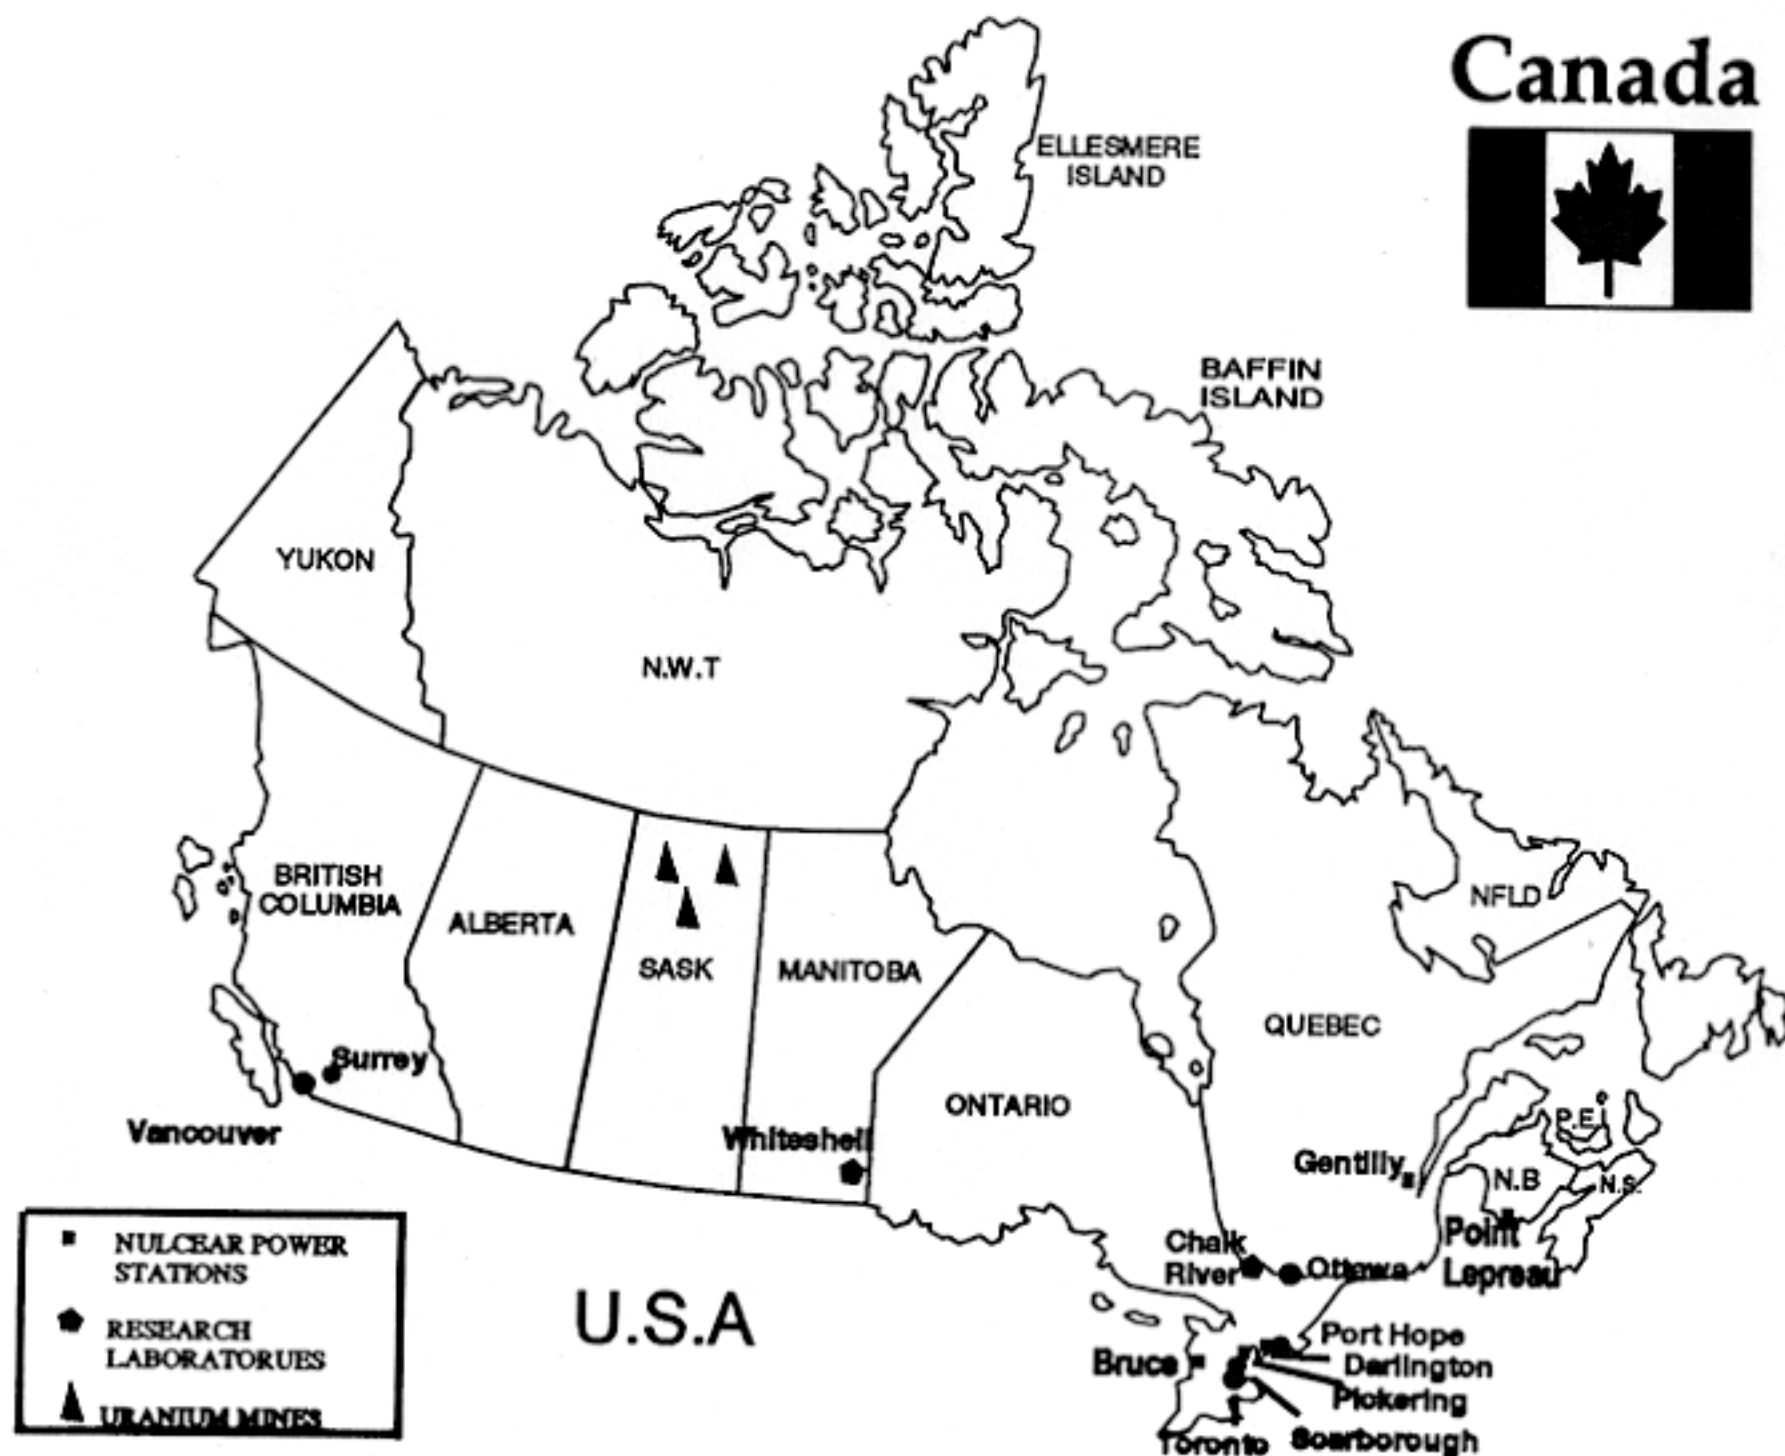 Canada
ELLESMERE
ISLAND
BAFFIN
ISLAND
YUKON
N.W.T
BRITISH
COLUMBIA
ALBERTA
SASK
MANITOBA
NFLD
QUEBEC
ONTARIO
Surrey
Vancouver
Whiteshell
P.E.I
Gentilly
N.B
N.S.
Point
Lepreau
Chalk
River
Ottawa
NULCEAR POWER
STATIONS
RESEARCH
LABORATORUES
URANIUM MINES
U.S.A
Bruce
Port Hope
Darlington
Pickering
Toronto
Scarborough